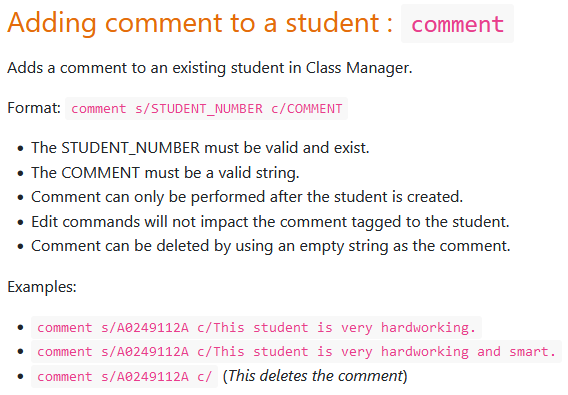 Adding comment to a student : comment
Adds a comment to an existing student in Class Manager.
Format: comment s/STUDENT_NUMBER c/COMMENT
• The STUDENT_NUMBER must be valid and exist.
• The COMMENT must be a valid string.
• Comment can only be performed after the student is created.
• Edit commands will not impact the comment tagged to the student.
• Comment can be deleted by using an empty string as the comment.
Examples:
• comment s/A0249112A c/This student is very hardworking.
• comment s/A0249112A c/This student is very hardworking and smart.
• comment s/A0249112A c/ (This deletes the comment)